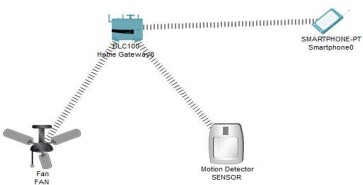 DLC100
Home Gateway0
SMARTPHONE-PT
Smartphone0
Fan
FAN
Motion Detector
SENSOR